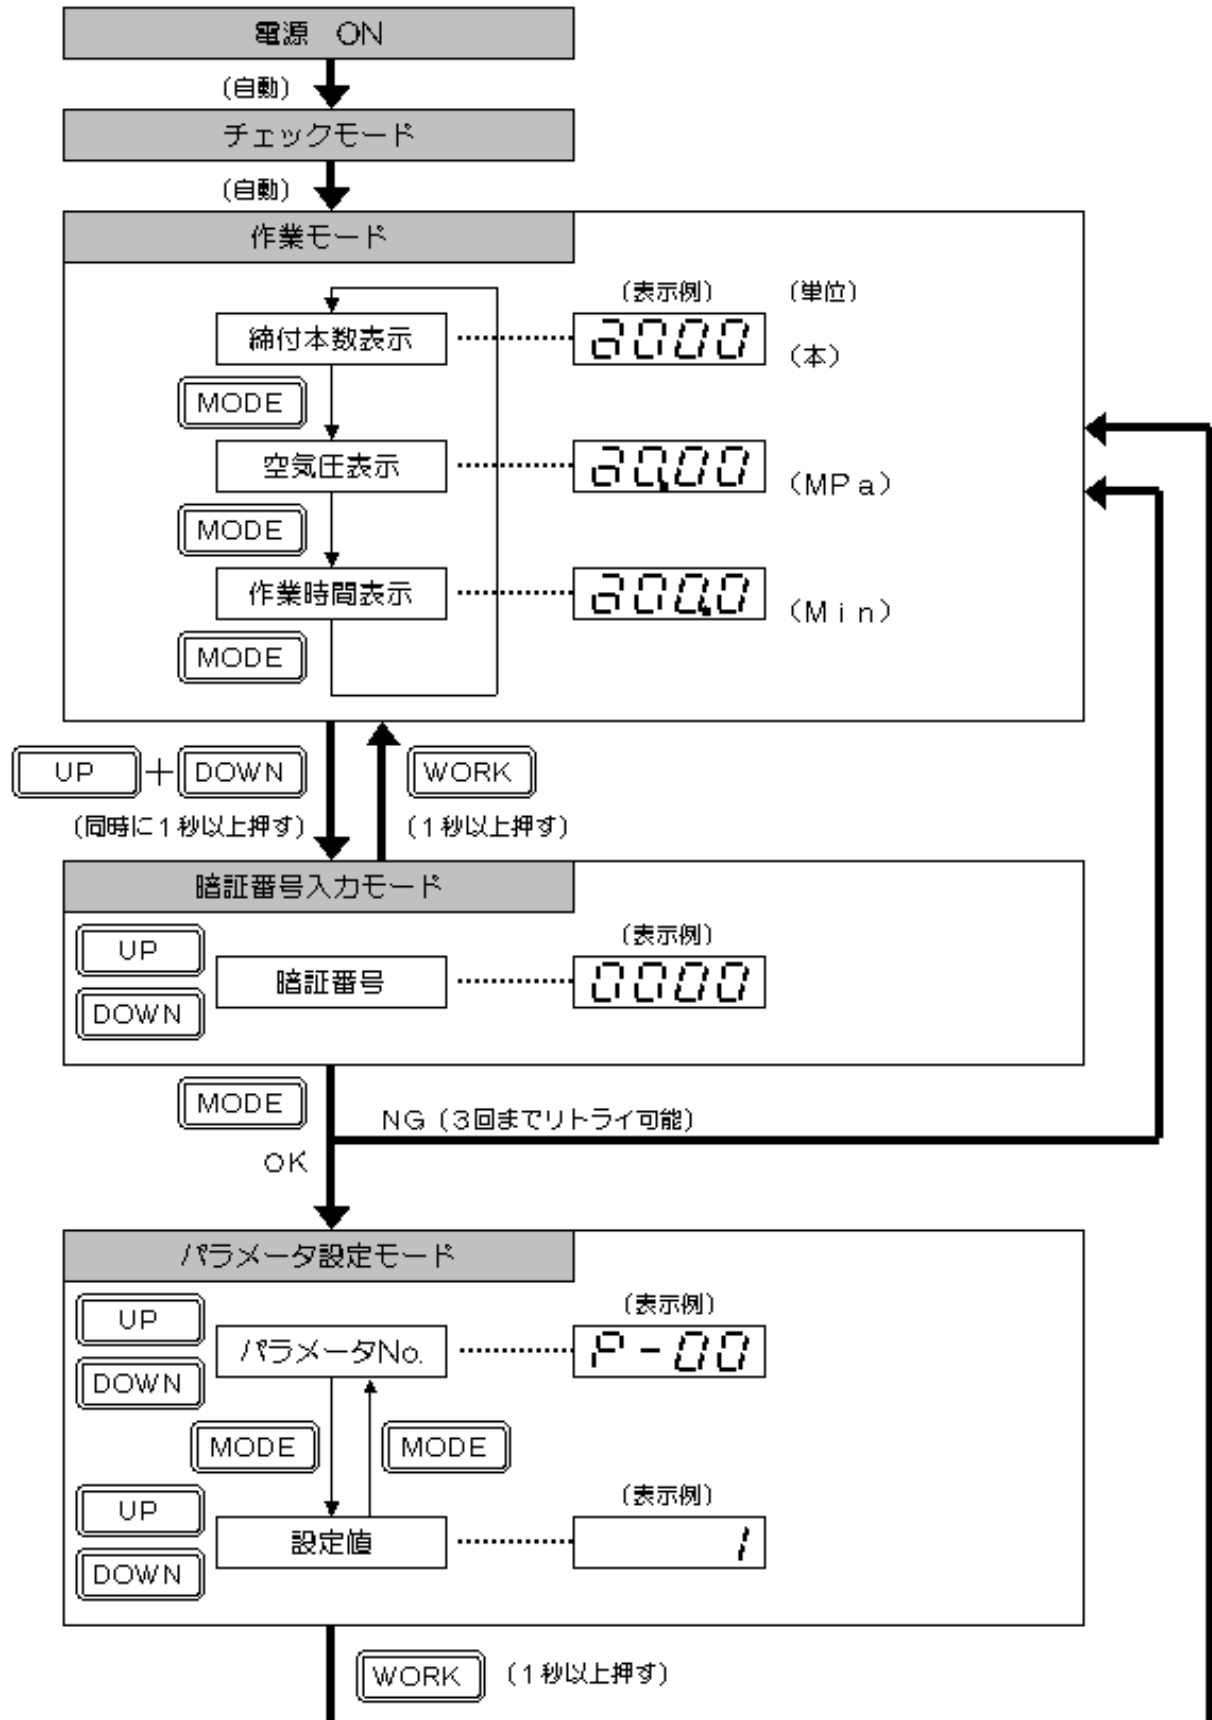 電源 ON
(自動)
チェックモード
(自動)
作業モード
(表示例) (単位)
締付本数表示 2000 (本)
MODE
空気圧表示 20.00 (MPa)
MODE
作業時間表示 200.0 (Min)
MODE
UP + DOWN WORK
(同時に1秒以上押す) (1秒以上押す)
暗証番号入力モード
UP (表示例)
暗証番号 0000
DOWN
MODE
NG (3回までリトライ可能)
OK
パラメータ設定モード
UP (表示例)
パラメータNo. P-00
DOWN
MODE MODE
UP (表示例)
設定値 1
DOWN
WORK (1秒以上押す)